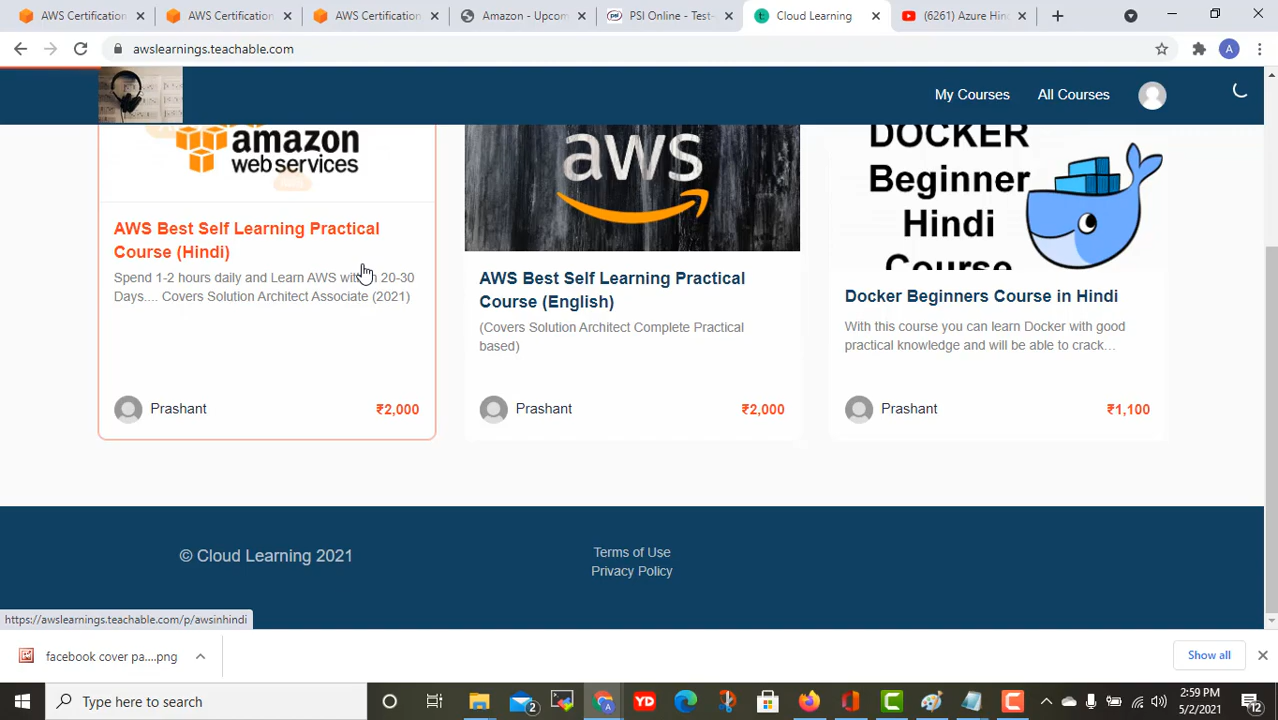 AWS Certification
AWS Certification
AWS Certification
Amazon - Upcom
PSI Online - Test-
Cloud Learning
(6261) Azure Hin
A
awslearnings.teachable.com
My Courses
All Courses
amazon
webservices
AWS Best Self Learning Practical
Course (Hindi)
Spend 1-2 hours daily and Learn AWS with 20-30
Days.... Covers Solution Architect Associate (2021)
Prashant
₹2,000
aws
AWS Best Self Learning Practical
Course (English)
(Covers Solution Architect Complete Practical
based)
Prashant
₹2,000
DOCKER
Beginner
Hindi
Course
Docker Beginners Course in Hindi
With this course you can learn Docker with good
practical knowledge and will be able to crack…
Prashant
₹1,100
© Cloud Learning 2021
Terms of Use
Privacy Policy
https://awslearnings.teachable.com/p/awsinhindi
facebook cover pa....png
Show all
Type here to search
2
A
YD
2:59 PM
5/2/2021
12